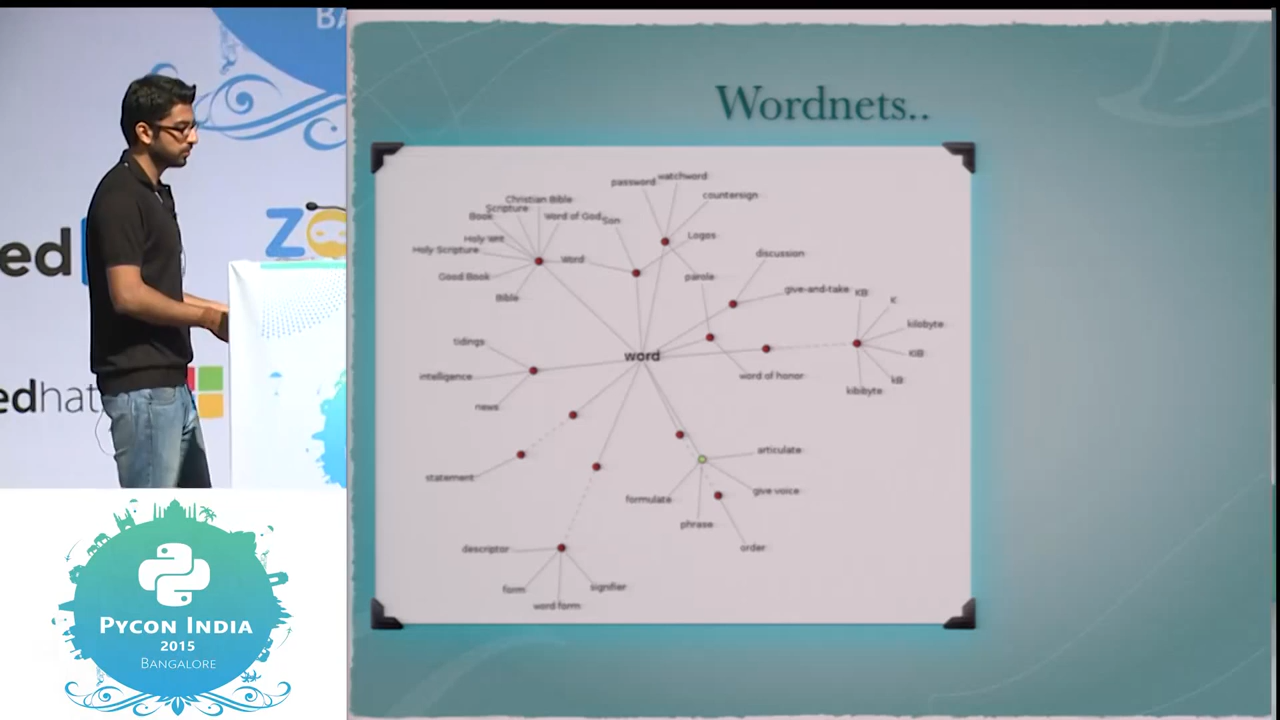 BA
ed
ZO
edhat
PYCON INDIA
2015
BANGALORE
Wordnets..
password
watchword
countersign
Christian Bible
Scripture
Book
Word of God
Son
Holy Writ
Logos
Holy Scripture
Word
discussion
Good Book
parole
Bible
give-and-take
KB
K
kilobyte
tidings
word
KiB
intelligence
word of honor
kB
kibibyte
news
articulate
statement
give voice
formulate
phrase
descriptor
order
form
signifier
word form